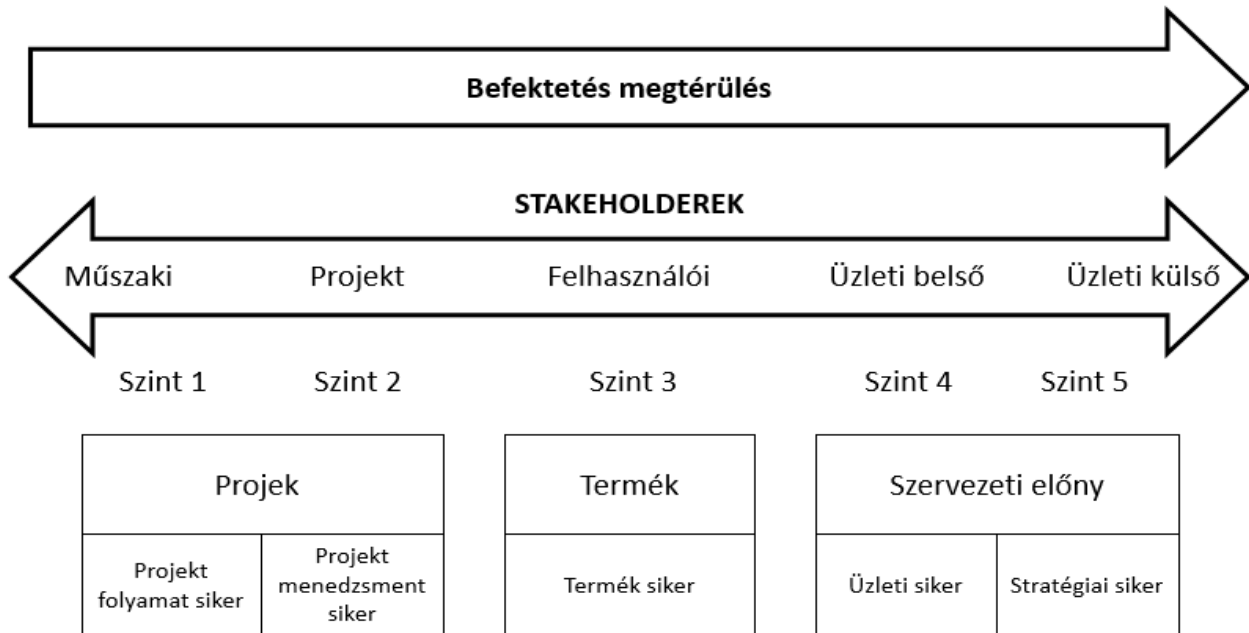 Befektetés megtérülés
STAKEHOLDEREK
Műszaki Projekt Felhasználói Üzleti belső Üzleti külső
Szint 1 Szint 2 Szint 3 Szint 4 Szint 5
Projek Termék Szervezeti előny
Projekt folyamat siker
Projekt menedzsment siker
Termék siker
Üzleti siker
Stratégiai siker